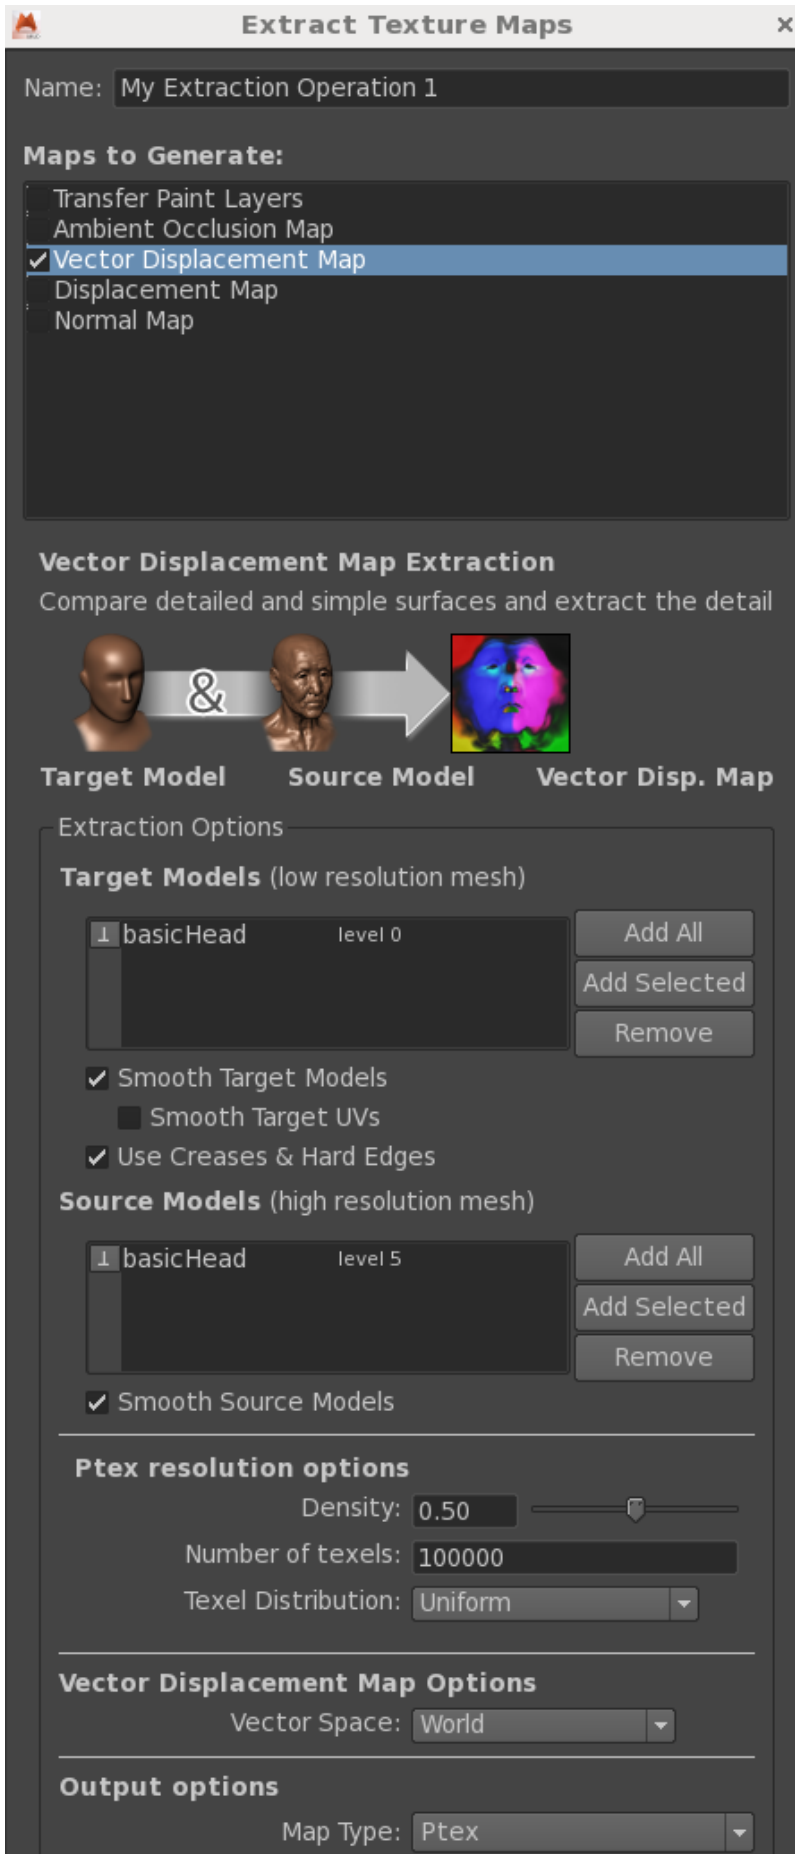 Extract Texture Maps
Name: My Extraction Operation 1
Maps to Generate:
Transfer Paint Layers
Ambient Occlusion Map
Vector Displacement Map
Displacement Map
Normal Map
Vector Displacement Map Extraction
Compare detailed and simple surfaces and extract the detail
&
Target Model Source Model Vector Disp. Map
Extraction Options
Target Models (low resolution mesh)
basicHead level 0
Add All
Add Selected
Remove
Smooth Target Models
Smooth Target UVs
Use Creases & Hard Edges
Source Models (high resolution mesh)
basicHead level 5
Add All
Add Selected
Remove
Smooth Source Models
Ptex resolution options
Density: 0.50
Number of texels: 100000
Texel Distribution: Uniform
Vector Displacement Map Options
Vector Space: World
Output options
Map Type: Ptex